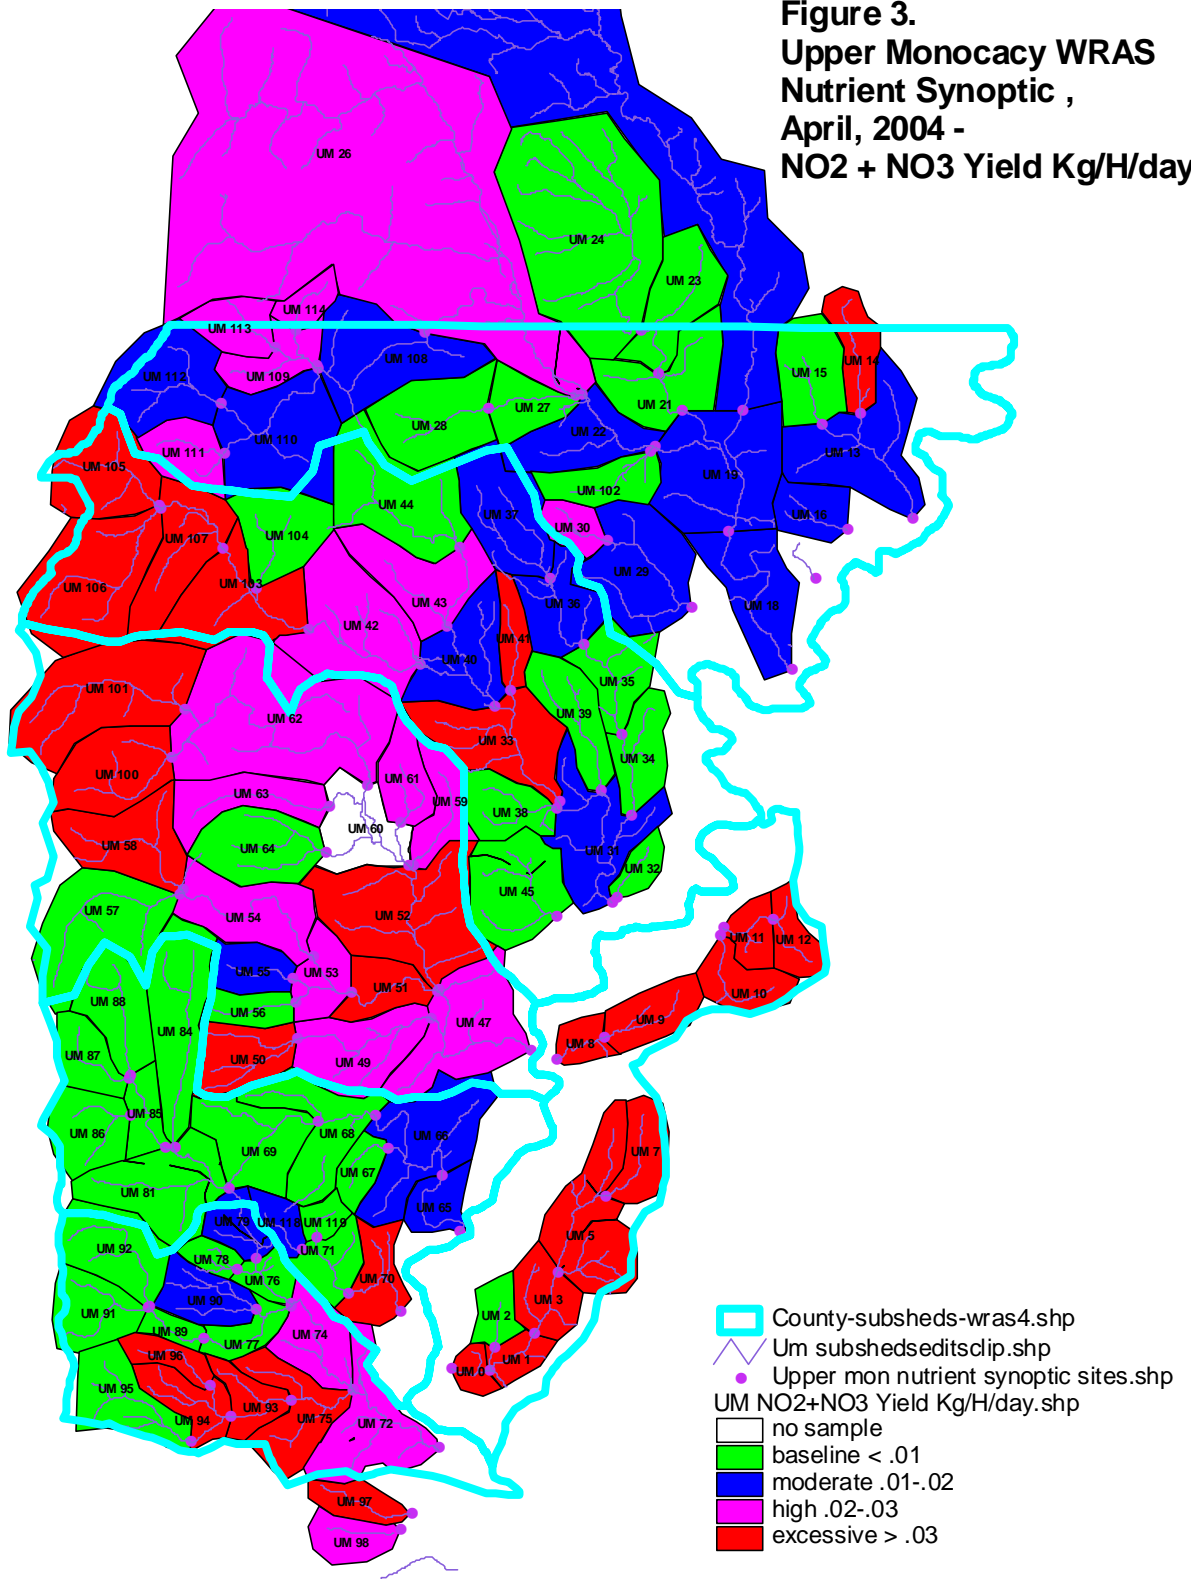 Figure 3.
Upper Monocacy WRAS
Nutrient Synoptic ,
April, 2004 -
NO2 + NO3 Yield Kg/H/day
UM 26
UM 24
UM 23
UM 114
UM 113
UM 108
UM 14
UM 15
UM 112
UM 109
UM 27
UM 21
UM 28
UM 22
UM 110
UM 111
UM 13
UM 105
UM 19
UM 102
UM 44
UM 37
UM 16
UM 30
UM 104
UM 107
UM 29
UM 103
UM 106
UM 43
UM 36
UM 18
UM 42
UM 41
UM 40
UM 35
UM 101
UM 39
UM 62
UM 33
UM 34
UM 100
UM 61
UM 63
UM 59
UM 38
UM 60
UM 58
UM 64
UM 31
UM 32
UM 45
UM 57
UM 54
UM 52
UM 11
UM 12
UM 55
UM 53
UM 51
UM 10
UM 88
UM 56
UM 47
UM 9
UM 84
UM 8
UM 87
UM 50
UM 49
UM 85
UM 86
UM 68
UM 66
UM 69
UM 7
UM 67
UM 81
UM 65
UM 79
UM 118
UM 119
UM 5
UM 92
UM 78
UM 71
UM 76
UM 70
UM 90
UM 3
UM 91
UM 2
UM 89
UM 77
UM 74
UM 96
UM 1
UM 0
UM 95
UM 93
UM 94
UM 75
UM 72
UM 97
UM 98
County-subsheds-wras4.shp
Um subshedseditsclip.shp
Upper mon nutrient synoptic sites.shp
UM NO2+NO3 Yield Kg/H/day.shp
no sample
baseline < .01
moderate .01-.02
high .02-.03
excessive > .03